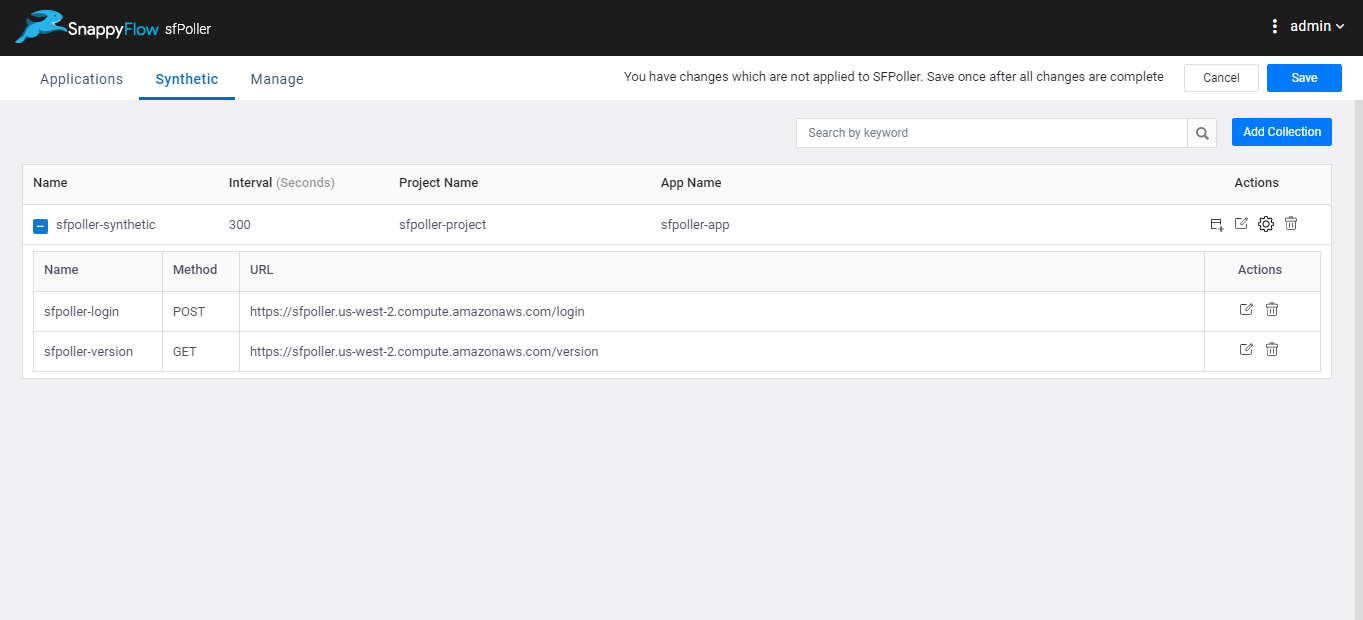 SnappyFlow sfPoller
admin
Applications Synthetic Manage
You have changes which are not applied to SFPoller. Save once after all changes are complete
Cancel
Save
Search by keyword
Add Collection
Name Interval (Seconds) Project Name App Name Actions
sfpoller-synthetic 300 sfpoller-project sfpoller-app
Name Method URL Actions
sfpoller-login POST https://sfpoller.us-west-2.compute.amazonaws.com/login
sfpoller-version GET https://sfpoller.us-west-2.compute.amazonaws.com/version